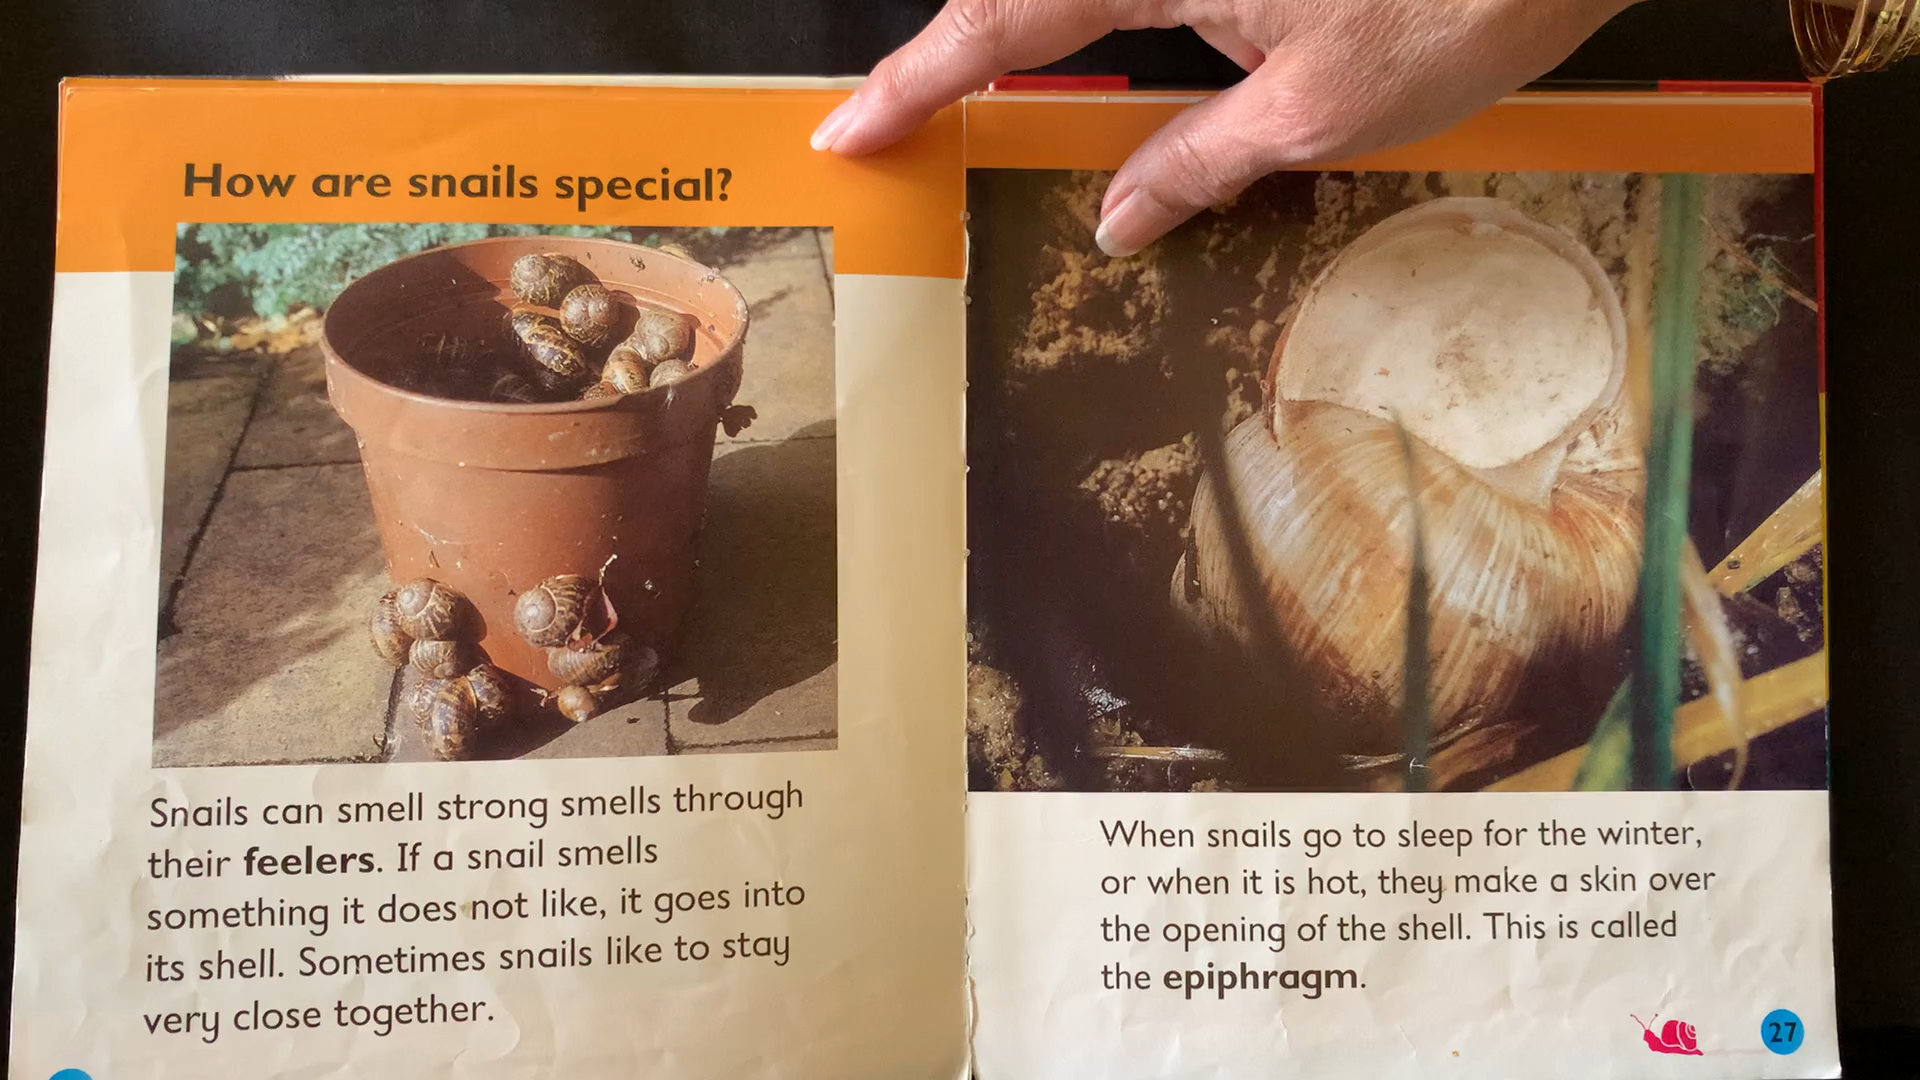 How are snails special?
Snails can smell strong smells through
their feelers. If a snail smells
something it does not like, it goes into
its shell. Sometimes snails like to stay
very close together.
When snails go to sleep for the winter,
or when it is hot, they make a skin over
the opening of the shell. This is called
the epiphragm.
27